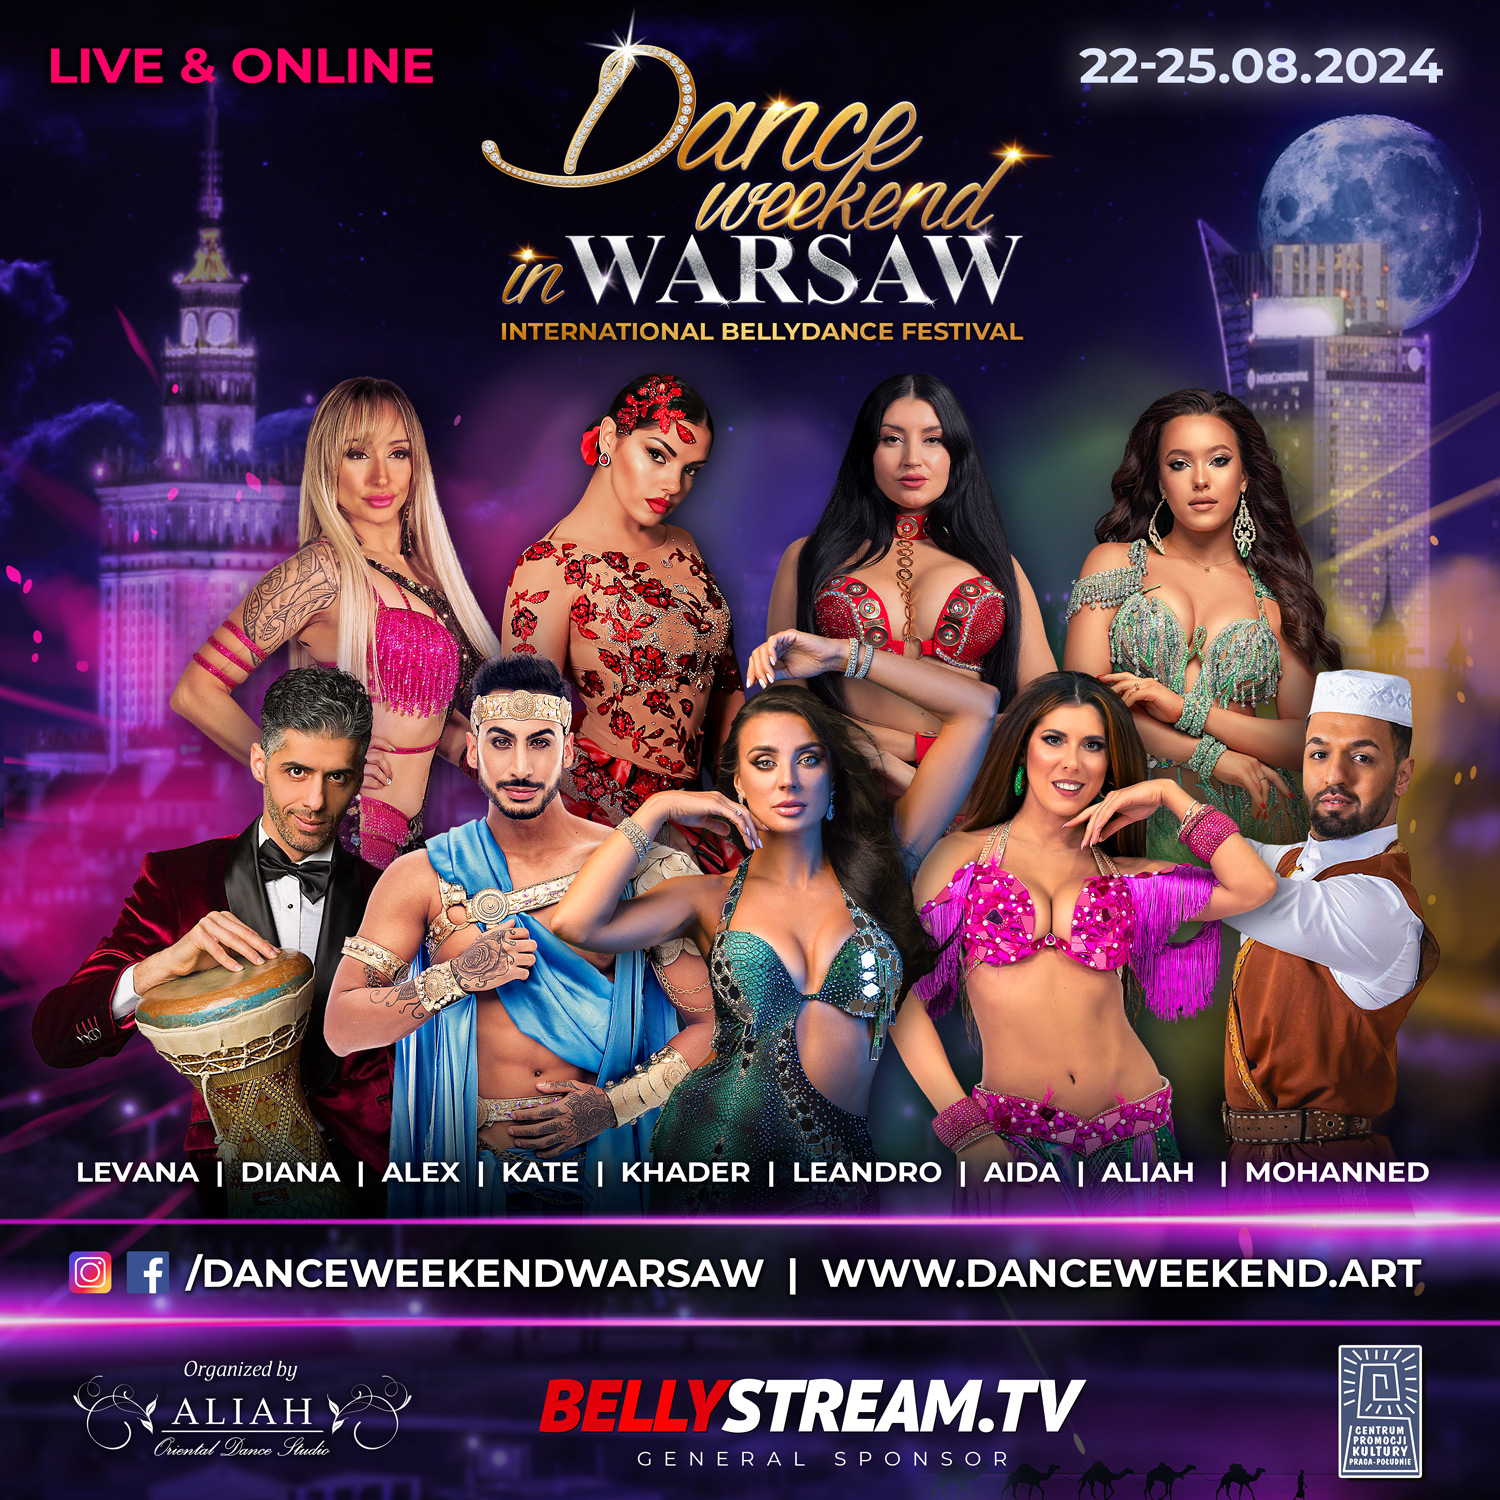 LIVE & ONLINE
22-25.08.2024
Dance
weekend
in WARSAW
INTERNATIONAL BELLYDANCE FESTIVAL
LEVANA | DIANA | ALEX | KATE | KHADER | LEANDRO | AIDA | ALIAH | MOHANNED
/DANCEWEEKENDWARSAW | WWW.DANCEWEEKEND.ART
Organized by
ALIAH
Oriental Dance Studio
BELLYSTREAM.TV
GENERAL SPONSOR
CENTRUM
PROMOCJI
KULTURY
PRAGA-POŁUDNIE